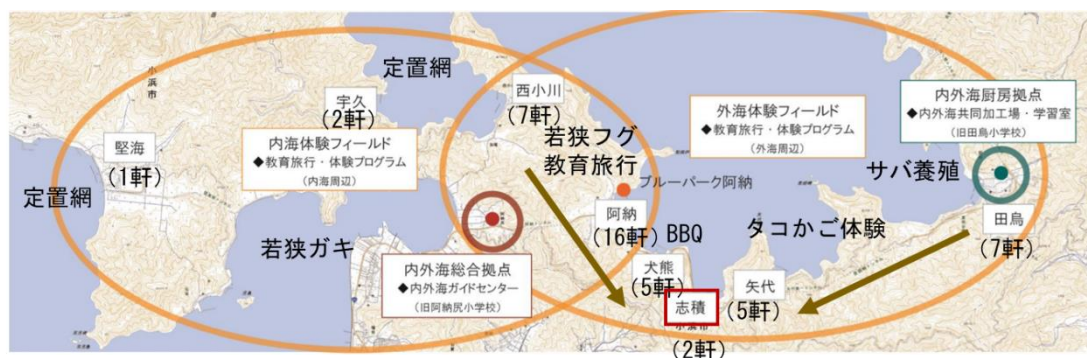 定置網
小浜市
宇久
(2軒)
西小川
(7軒)
内海体験フィールド
◆教育旅行・体験プログラム
(内海周辺)
堅海
(1軒)
定置網
若狭ガキ
若狭フグ
教育旅行
外海体験フィールド
◆教育旅行・体験プログラム
(外海周辺)
内外海厨房拠点
◆内外海共同加工場・学習室
(旧田烏小学校)
サバ養殖
ブルーパーク阿納
阿納
(16軒)
BBQ
タコかご体験
田烏
(7軒)
内外海総合拠点
◆内外海ガイドセンター
(旧阿納尻小学校)
犬熊
(5軒)
矢代
(5軒)
志積
小浜市
(2軒)